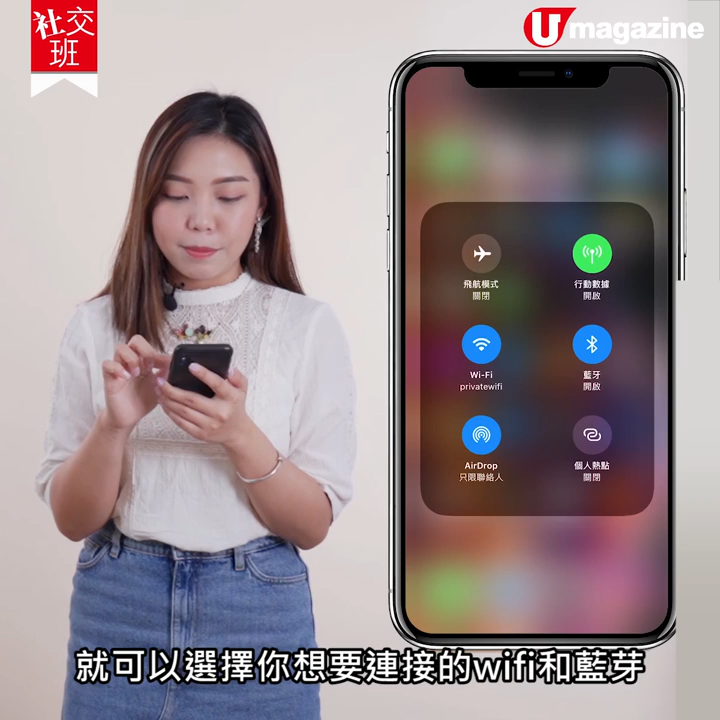 社交班
U magazine
飛航模式
關閉
行動數據
開啟
Wi-Fi
privatewifi
藍牙
開啟
AirDrop
只限聯絡人
個人熱點
關閉
就可以選擇你想要連接的wifi和藍芽